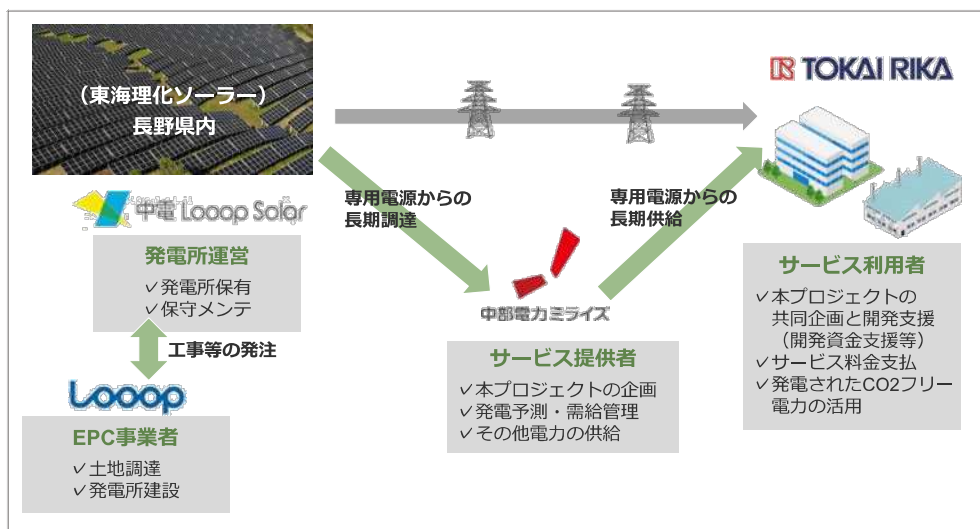 （東海理化ソーラー）
長野県内
TOKAI RIKA
中電 Looop Solar
専用電源からの
長期調達
専用電源からの
長期供給
発電所運営
✓発電所保有
✓保守メンテ
工事等の発注
Looop
EPC事業者
✓土地調達
✓発電所建設
中部電力ミライズ
サービス提供者
✓本プロジェクトの企画
✓発電予測・需給管理
✓その他電力の供給
サービス利用者
✓本プロジェクトの
共同企画と開発支援
（開発資金支援等）
✓サービス料金支払
✓発電されたCO2フリー
電力の活用